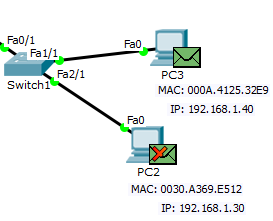 Fa0/1
Fa1/1
Fa0
Fa2/1
Switch1
PC3
MAC: 000A.4125.32E9
IP: 192.168.1.40
Fa0
PC2
MAC: 0030.A369.E512
IP: 192.168.1.30